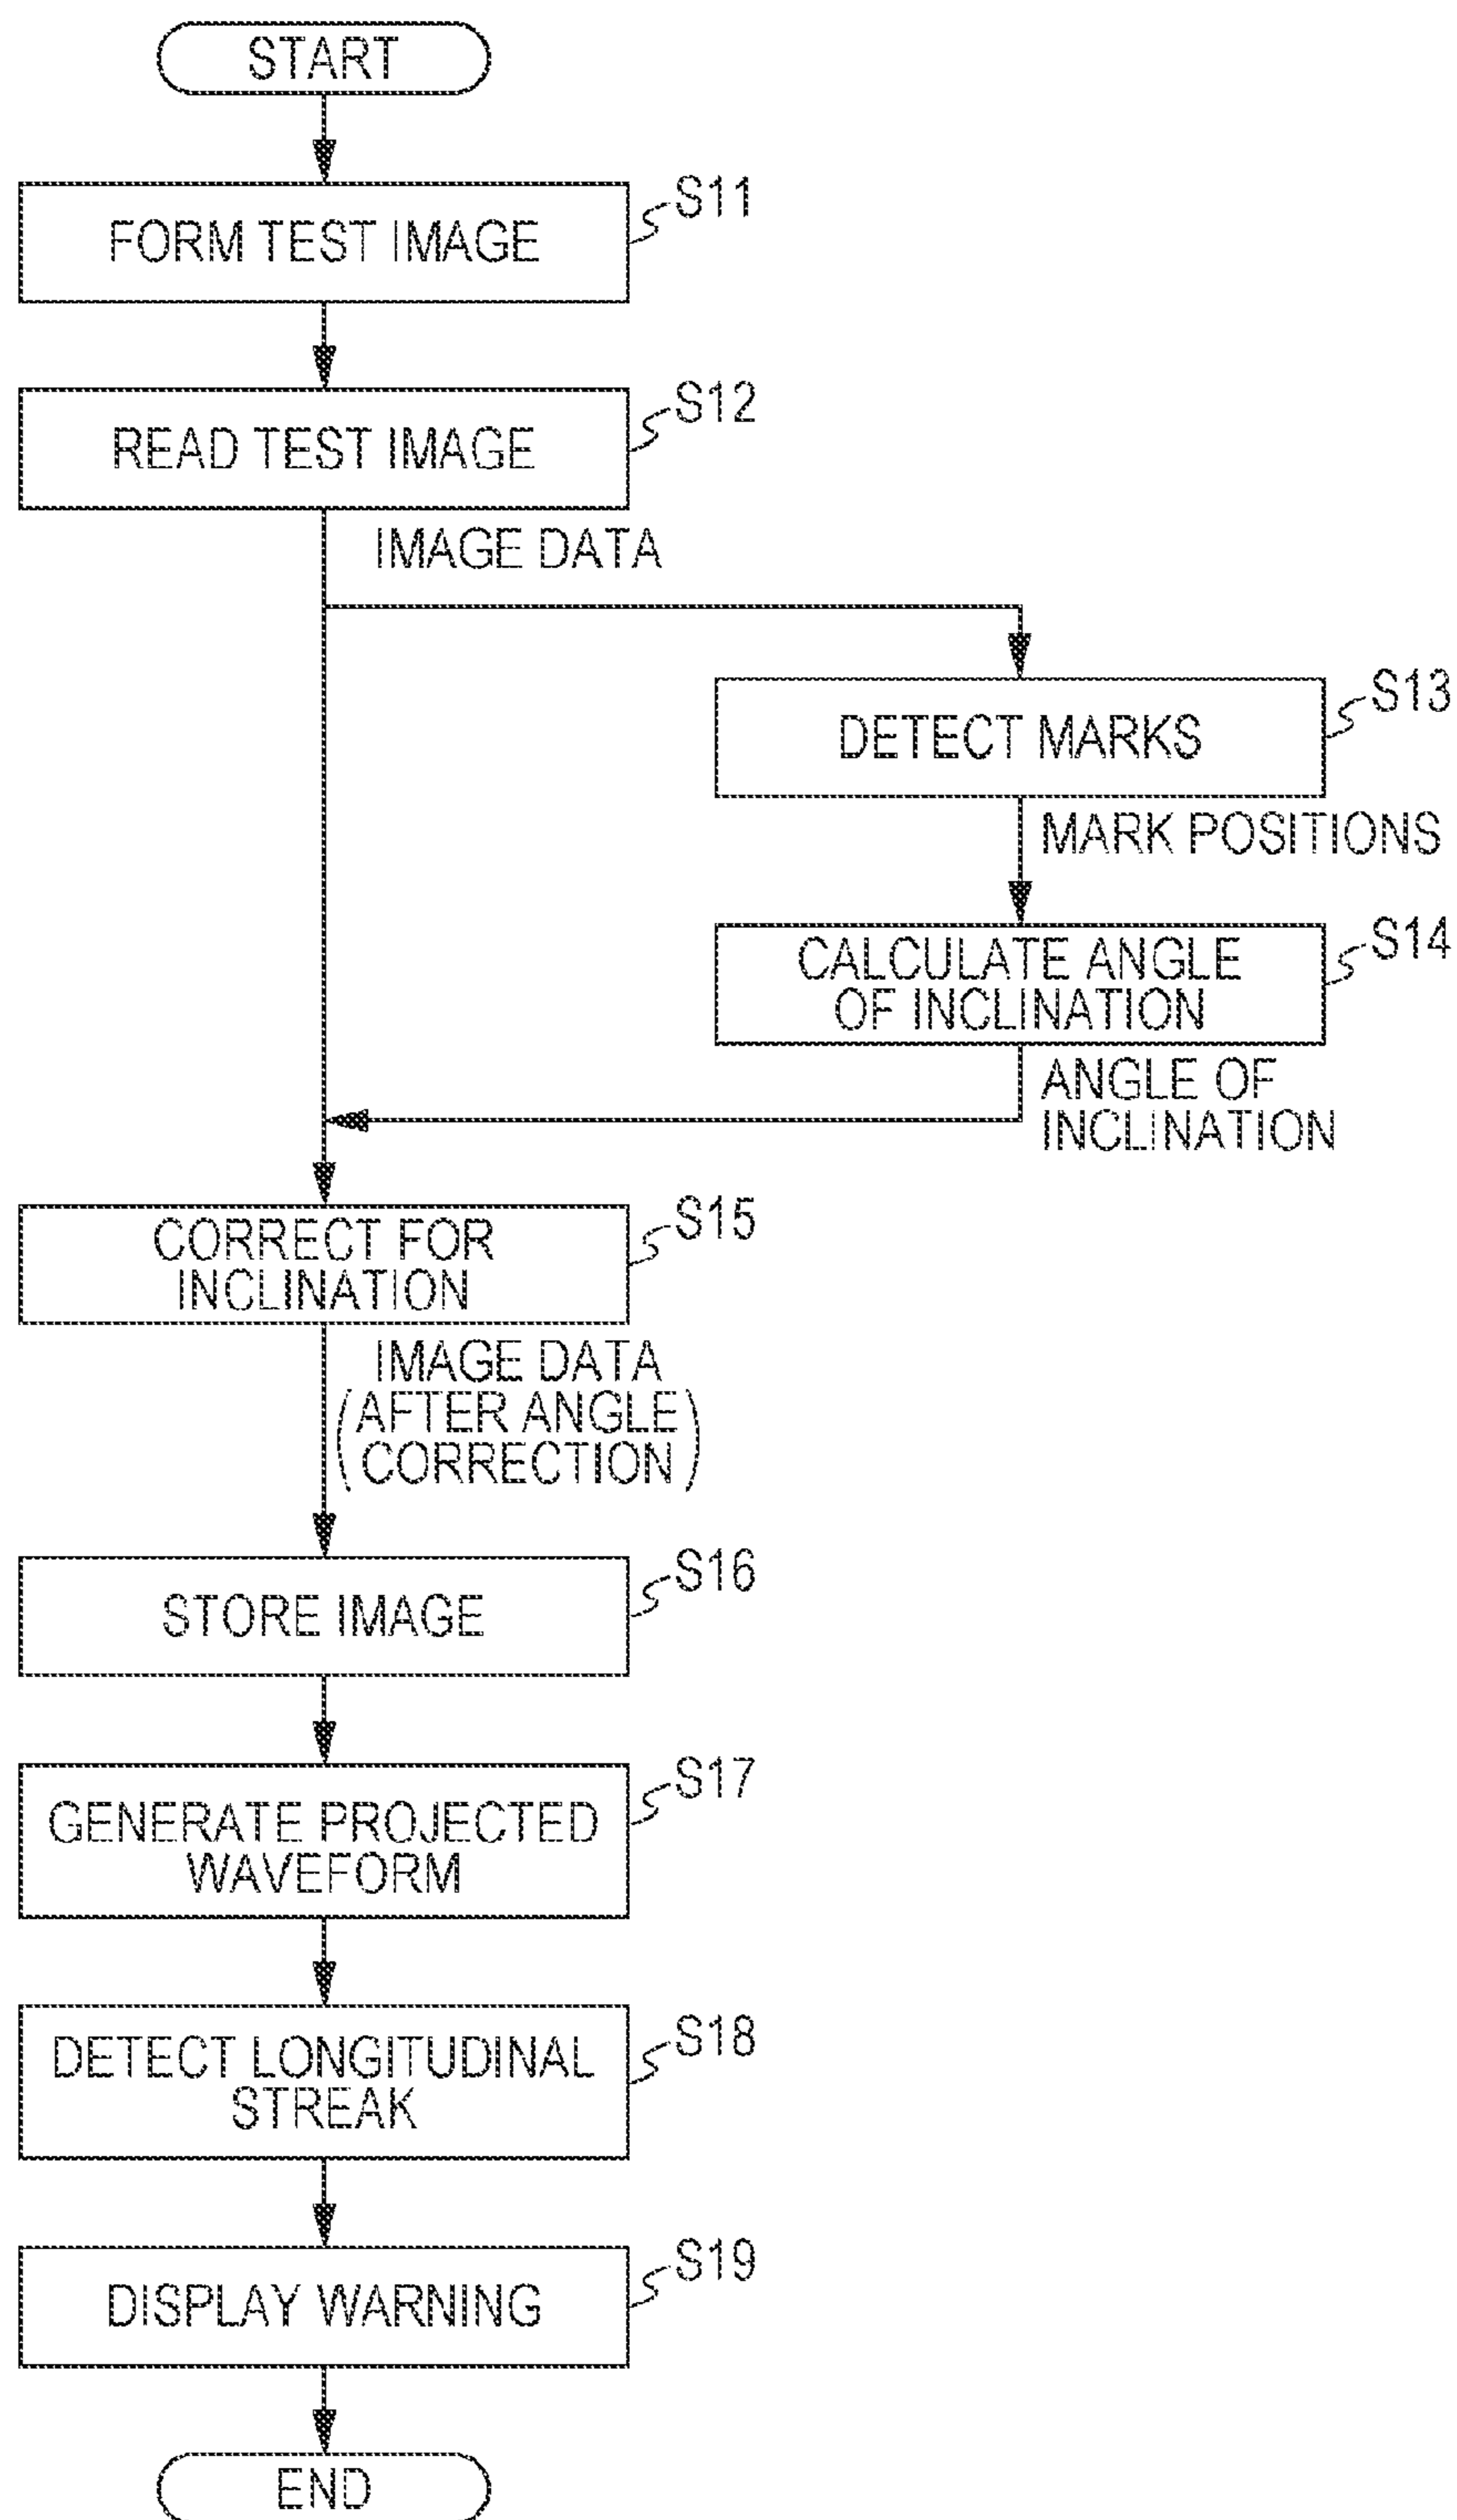 START
FORM TEST IMAGE
S11
READ TEST IMAGE
S12
IMAGE DATA
DETECT MARKS
S13
MARK POSITIONS
CALCULATE ANGLE
OF INCLINATION
S14
ANGLE OF
INCLINATION
CORRECT FOR
INCLINATION
S15
IMAGE DATA
(AFTER ANGLE
CORRECTION)
STORE IMAGE
S16
GENERATE PROJECTED
WAVEFORM
S17
DETECT LONGITUDINAL
STREAK
S18
DISPLAY WARNING
S19
END